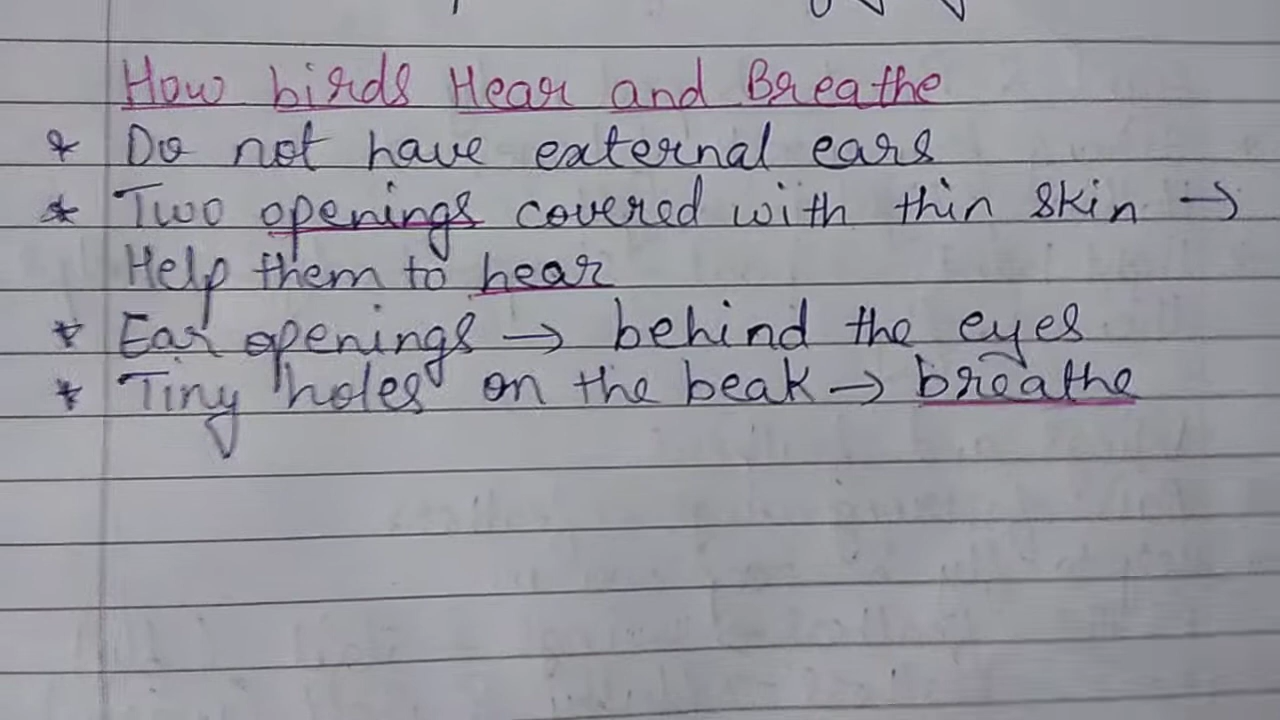 How birds Hear and Breathe
* Do not have external ears
* Two openings covered with thin skin →
Help them to hear
* Ear openings → behind the eyes
* Tiny holes on the beak → breathe